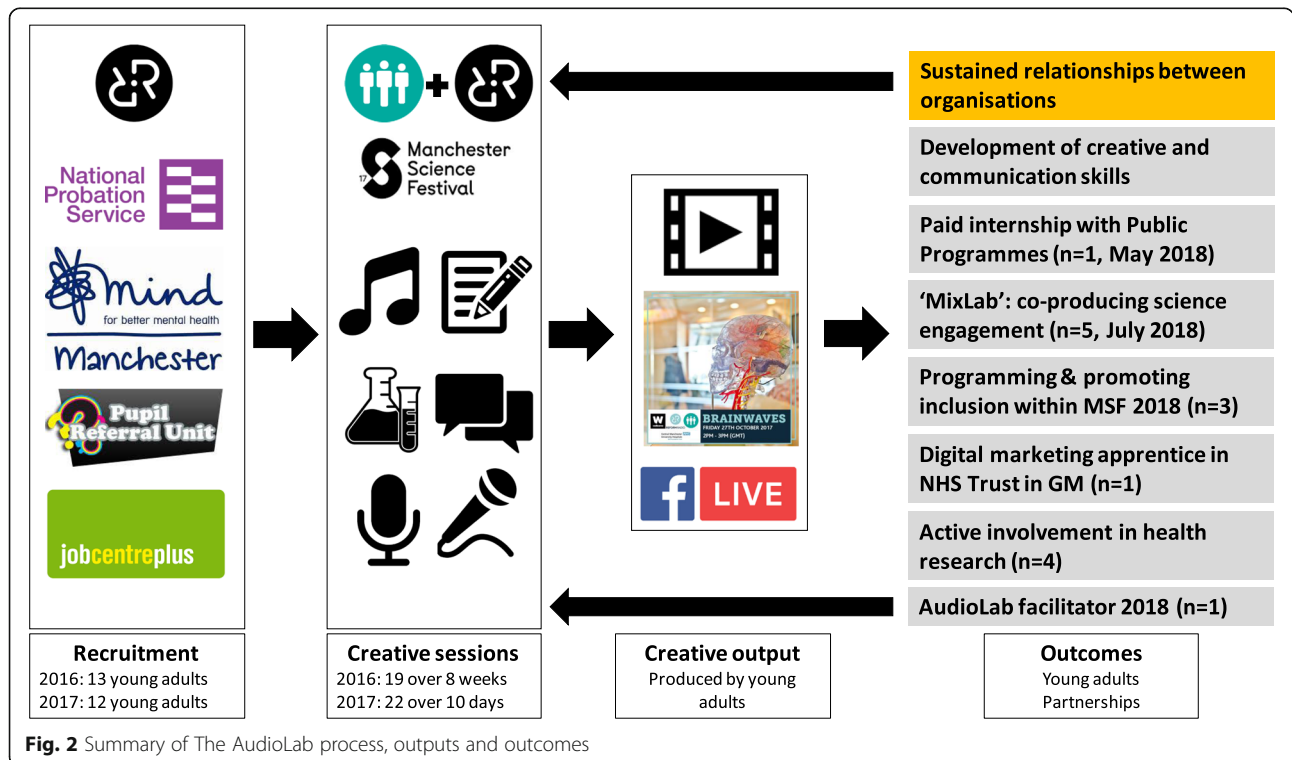 National
Probation
Service
mind
for better mental health
Manchester
Pupil
Referral Unit
jobcentreplus
Recruitment
2016: 13 young adults
2017: 12 young adults
17
Manchester
Science
Festival
Creative sessions
2016: 19 over 8 weeks
2017: 22 over 10 days
BRAINWAVES
FRIDAY 27TH OCTOBER 2017
2PM - 3PM (GMT)
f LIVE
Creative output
Produced by young
adults
Sustained relationships between
organisations
Development of creative and
communication skills
Paid internship with Public
Programmes (n=1, May 2018)
‘MixLab’: co-producing science
engagement (n=5, July 2018)
Programming & promoting
inclusion within MSF 2018 (n=3)
Digital marketing apprentice in
NHS Trust in GM (n=1)
Active involvement in health
research (n=4)
AudioLab facilitator 2018 (n=1)
Outcomes
Young adults
Partnerships
Fig. 2 Summary of The AudioLab process, outputs and outcomes